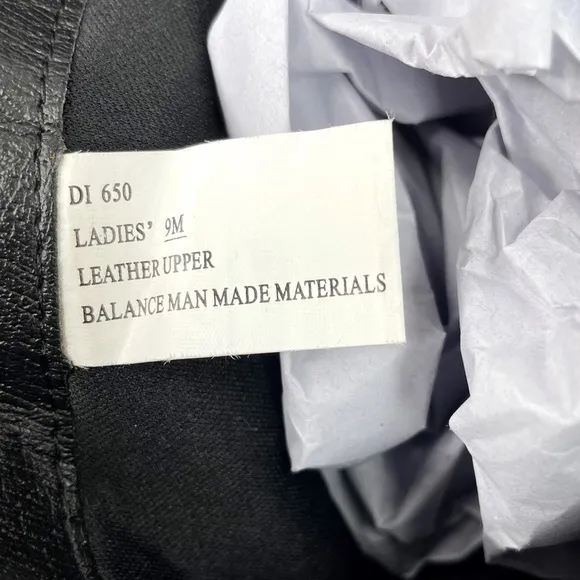 DI 650
LADIES' 9M
LEATHER UPPER
BALANCE MAN MADE MATERIALS